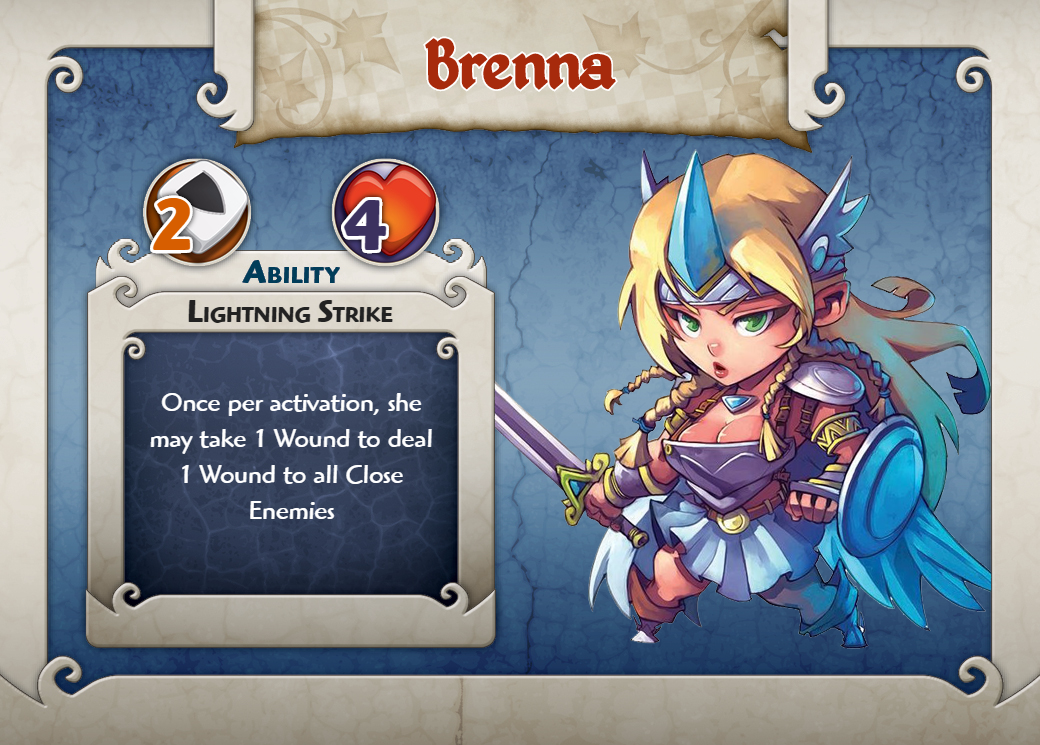 Brenna
2
4
Ability
Lightning Strike
Once per activation, she
may take 1 Wound to deal
1 Wound to all Close
Enemies